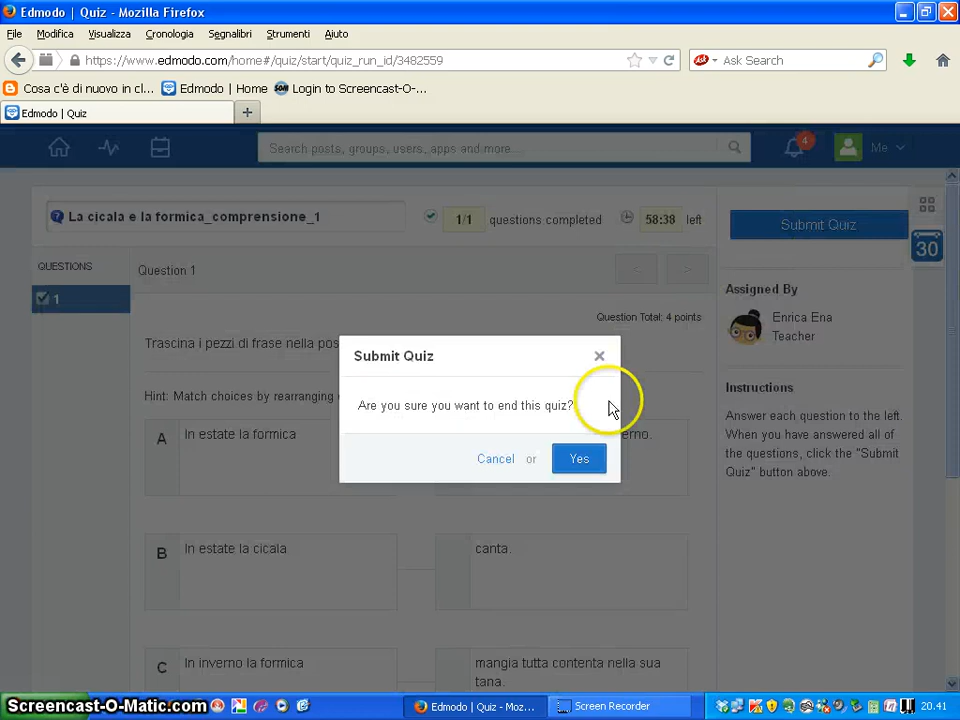 Edmodo | Quiz - Mozilla Firefox
File Modifica Visualizza Cronologia Segnalibri Strumenti Aiuto
https://www.edmodo.com/home#/quiz/start/quiz_run_id/3482559
Ask Search
Cosa c'è di nuovo in cl... Edmodo | Home Login to Screencast-O-...
Edmodo | Quiz
Search posts, groups, users, apps and more...
4
Me
La cicala e la formica_comprensione_1
1/1 questions completed
58:38 left
Submit Quiz
30
QUESTIONS
Question 1
< >
1
Assigned By
Enrica Ena
Teacher
Question Total: 4 points
Trascina i pezzi di frase nella pos
Submit Quiz
Are you sure you want to end this quiz?
Cancel or Yes
Hint: Match choices by rearranging
Instructions
Answer each question to the left.
When you have answered all of
the questions, click the "Submit
Quiz" button above.
A In estate la formica
erno.
B In estate la cicala
canta.
C In inverno la formica
mangia tutta contenta nella sua
tana.
Screencast-O-Matic.com
Edmodo | Quiz - Moz...
Screen Recorder
20.41